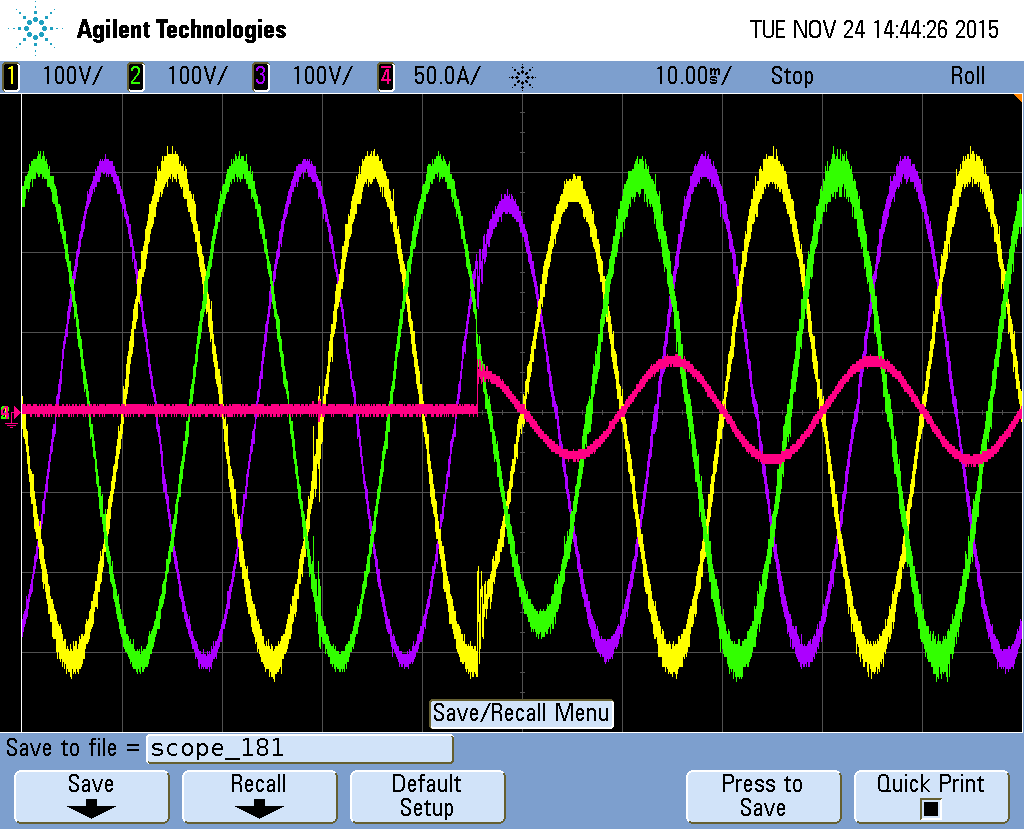 Agilent Technologies TUE NOV 24 14:44:26 2015
1 100V/ 2 100V/ 3 100V/ 4 50.0A/ 10.00ms/ Stop Roll
Save/Recall Menu
Save to file = scope_181
Save Recall Default Setup Press to Save Quick Print